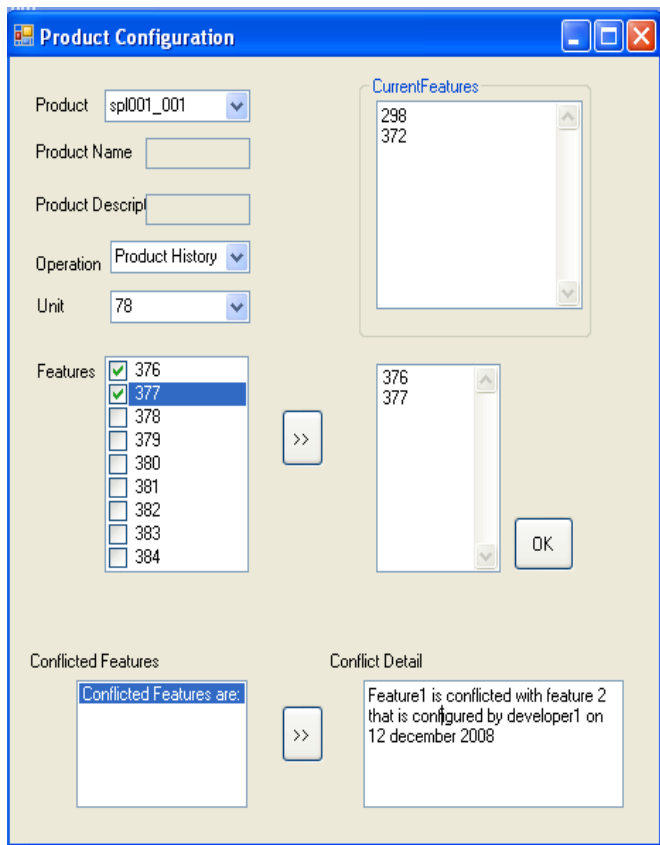 Product Configuration
Product spl001_001
Product Name
Product Descript
Operation Product History
Unit 78
CurrentFeatures
298
372
Features
376
377
378
379
380
381
382
383
384
>>
376
377
OK
Conflicted Features
Conflicted Features are:
>>
Conflict Detail
Feature1 is conflicted with feature 2
that is configured by developer1 on
12 december 2008